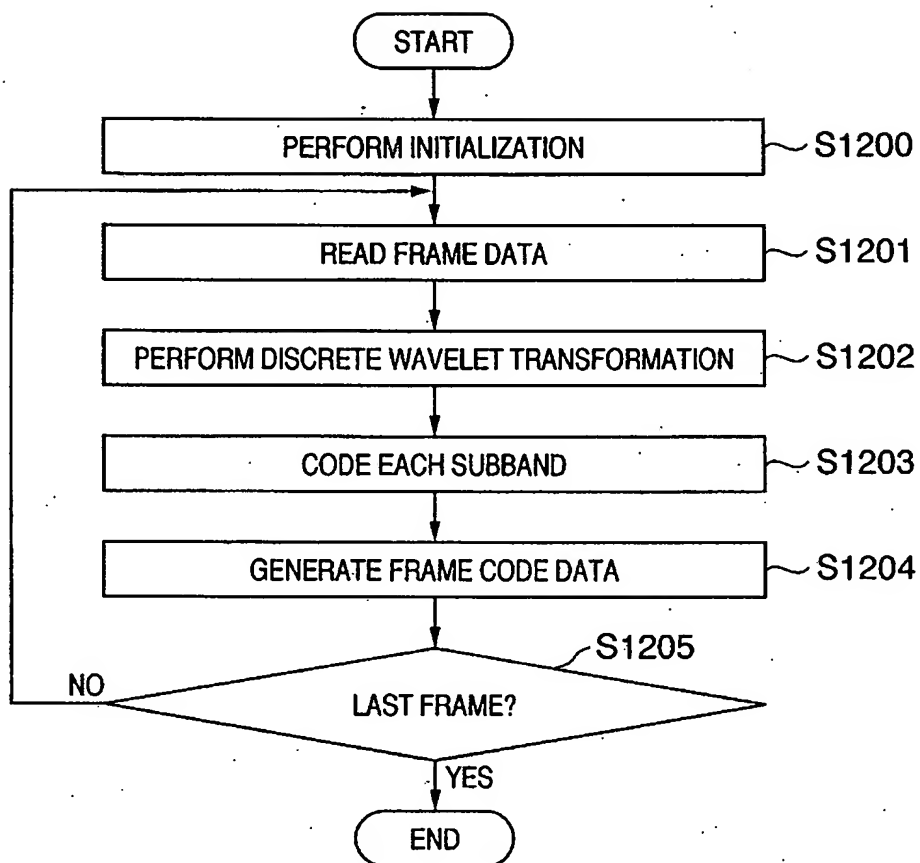 START
PERFORM INITIALIZATION
S1200
READ FRAME DATA
S1201
PERFORM DISCRETE WAVELET TRANSFORMATION
S1202
CODE EACH SUBBAND
S1203
GENERATE FRAME CODE DATA
S1204
S1205
NO
LAST FRAME?
YES
END